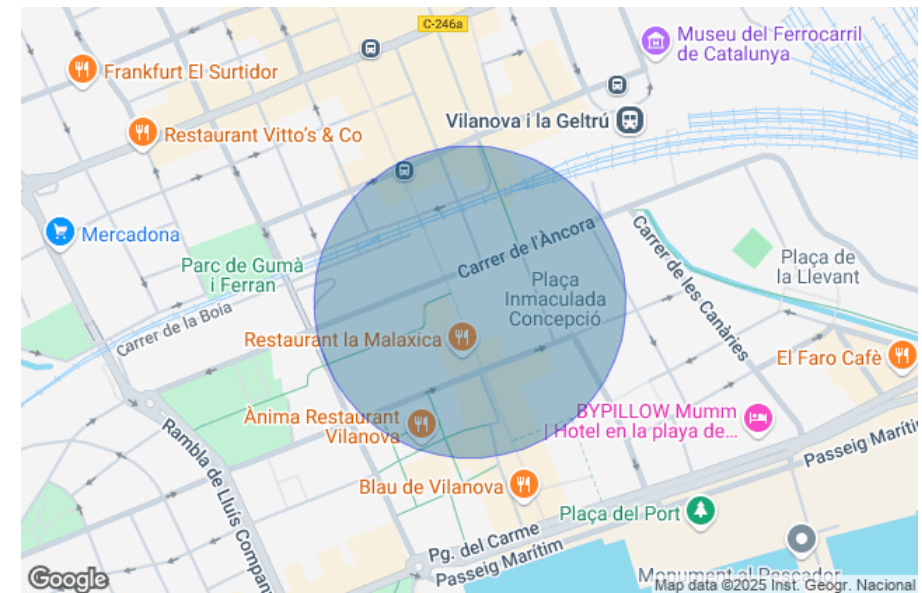 C-246a
Museu del Ferrocarril
de Catalunya
Frankfurt El Surtidor
Vilanova i la Geltrú
Restaurant Vitto's & Co
Mercadona
Parc de Gumà
i Ferran
Carrer de l'Àncora
Carrer de les Canàries
Plaça de
la Llevant
Plaça
Inmaculada
Concepció
Carrer de la Boia
Restaurant la Malaxica
El Faro Cafè
Ànima Restaurant
Vilanova
BYPILLOW Mumm
| Hotel en la playa de...
Rambla de Lluís Company
Passeig Marítim
Blau de Vilanova
Plaça del Port
Pg. del Carme
Passeig Marítim
Monument al Pescador
Google
Map data ©2025 Inst. Geogr. Nacional